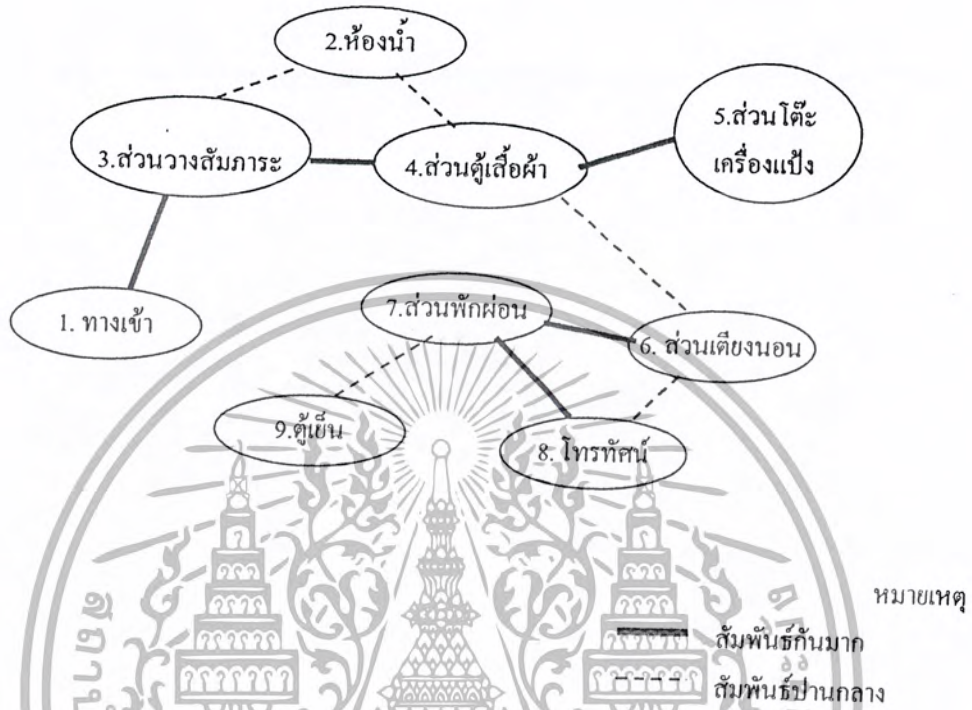 2.ห้องน้ำ
5.ส่วนโต๊ะ
เครื่องแป้ง
3.ส่วนวางสัมภาระ
4.ส่วนตู้เสื้อผ้า
1. ทางเข้า
7.ส่วนพักผ่อน
6. ส่วนเตียงนอน
9.ตู้เย็น
8. โทรทัศน์
หมายเหตุ
สัมพันธ์กันมาก
สัมพันธ์ปานกลาง